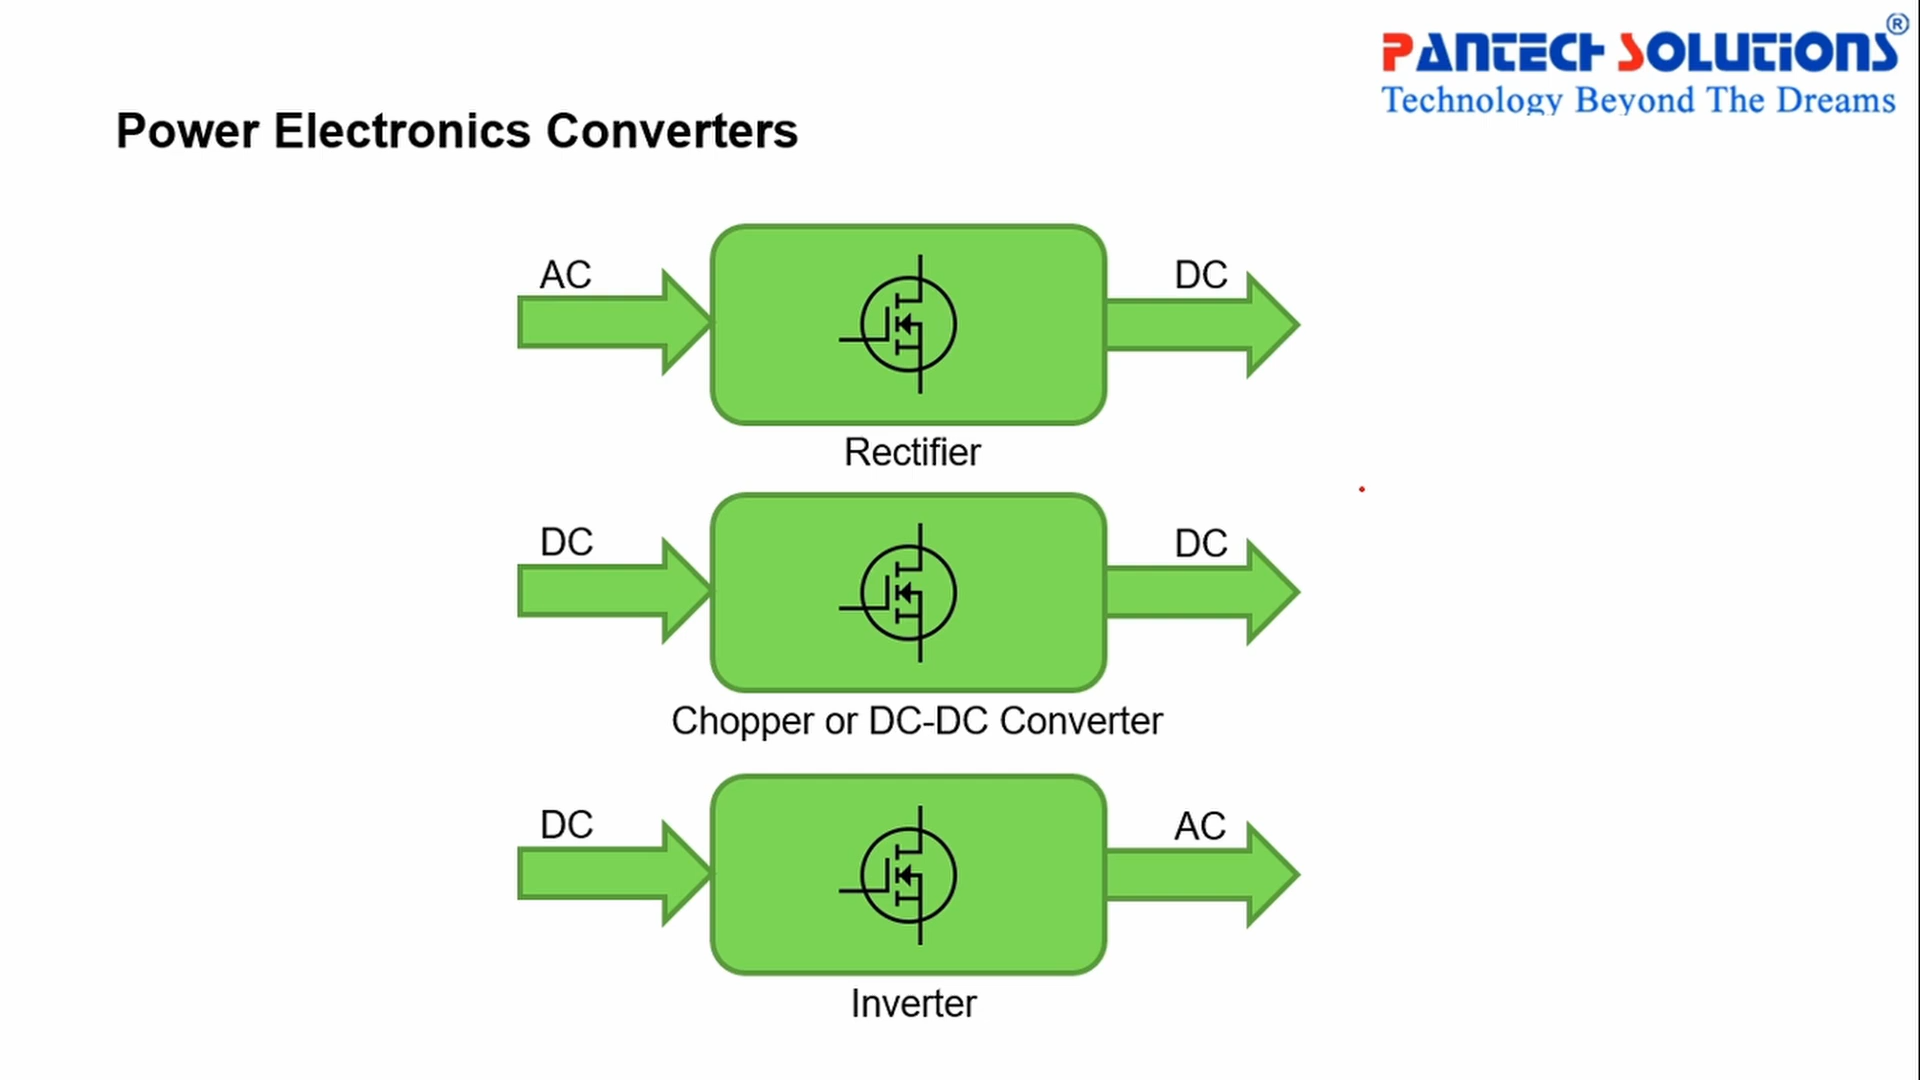 PANTECH SOLUTIONS®
Technology Beyond The Dreams
Power Electronics Converters
AC
DC
Rectifier
DC
DC
Chopper or DC-DC Converter
DC
AC
Inverter